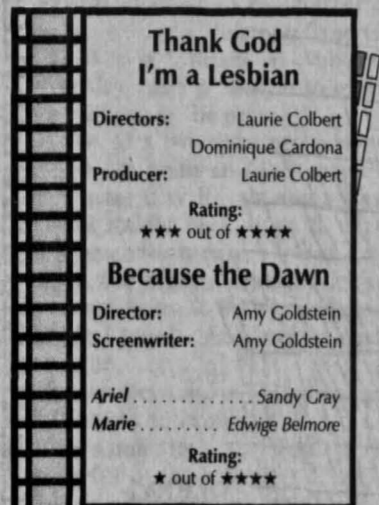 Thank God
I'm a Lesbian
Directors: Laurie Colbert
Dominique Cardona
Producer: Laurie Colbert
Rating:
★★★ out of ★★★★
Because the Dawn
Director: Amy Goldstein
Screenwriter: Amy Goldstein
Ariel . . . . . . . . . . . . . Sandy Gray
Marie . . . . . . . . . Edwige Belmore
Rating:
★ out of ★★★★